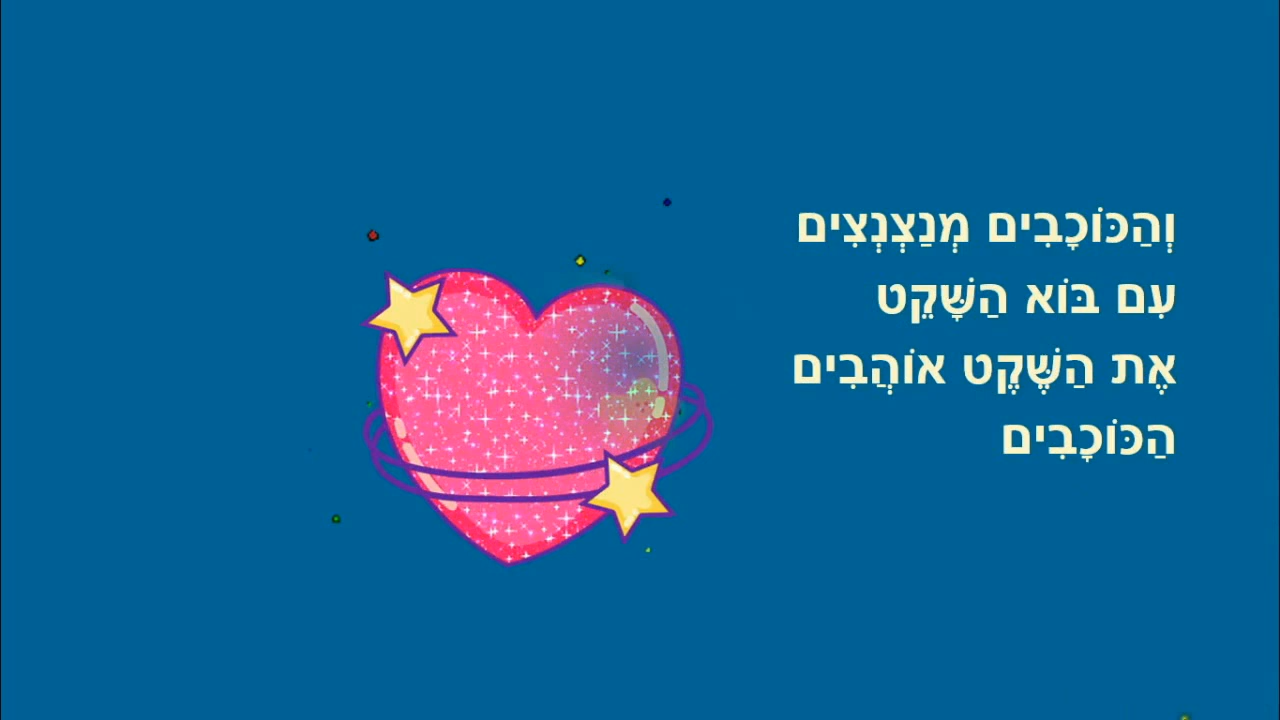 וְהַכּוֹכָבִים מְנַצְנְצִים
עִם בּוֹא הַשָּׁקֵט
אֶת הַשֶּׁקֶט אוֹהֲבִים
הַכּוֹכָבִים